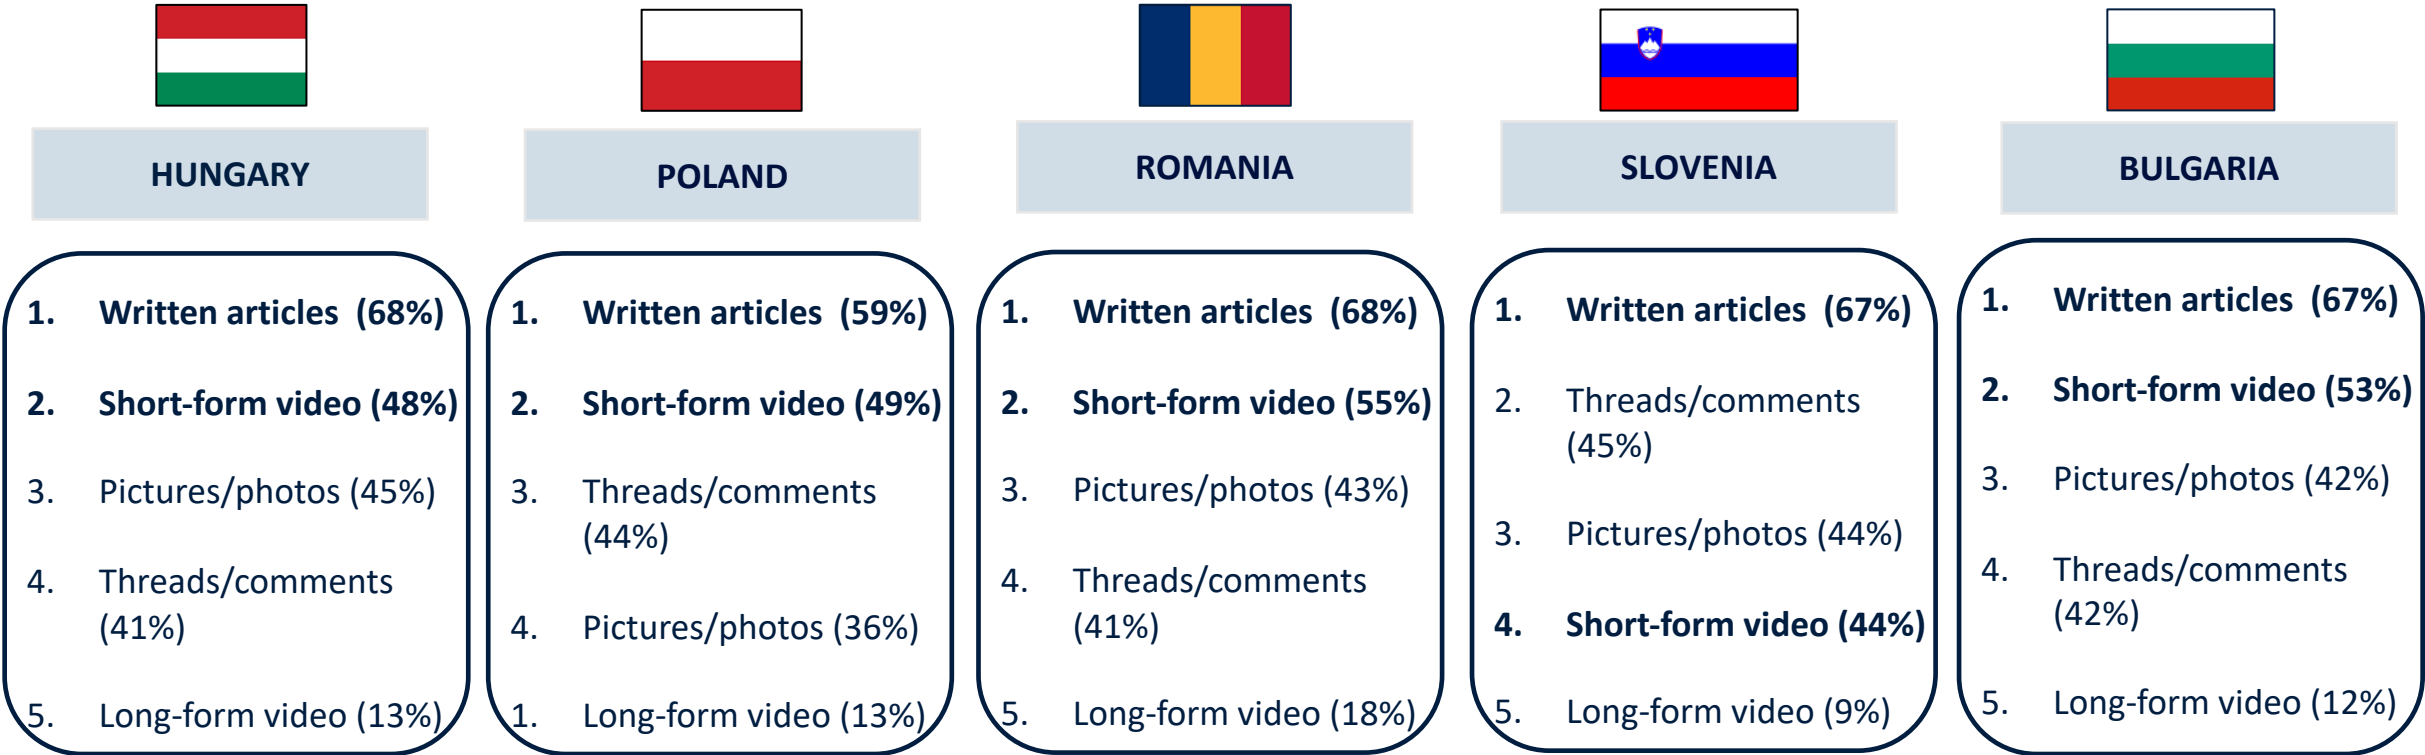 HUNGARY
1. Written articles (68%)
2. Short-form video (48%)
3. Pictures/photos (45%)
4. Threads/comments
(41%)
5. Long-form video (13%)
POLAND
1. Written articles (59%)
2. Short-form video (49%)
3. Threads/comments
(44%)
4. Pictures/photos (36%)
1. Long-form video (13%)
ROMANIA
1. Written articles (68%)
2. Short-form video (55%)
3. Pictures/photos (43%)
4. Threads/comments
(41%)
5. Long-form video (18%)
SLOVENIA
1. Written articles (67%)
2. Threads/comments
(45%)
3. Pictures/photos (44%)
4. Short-form video (44%)
5. Long-form video (9%)
BULGARIA
1. Written articles (67%)
2. Short-form video (53%)
3. Pictures/photos (42%)
4. Threads/comments
(42%)
5. Long-form video (12%)